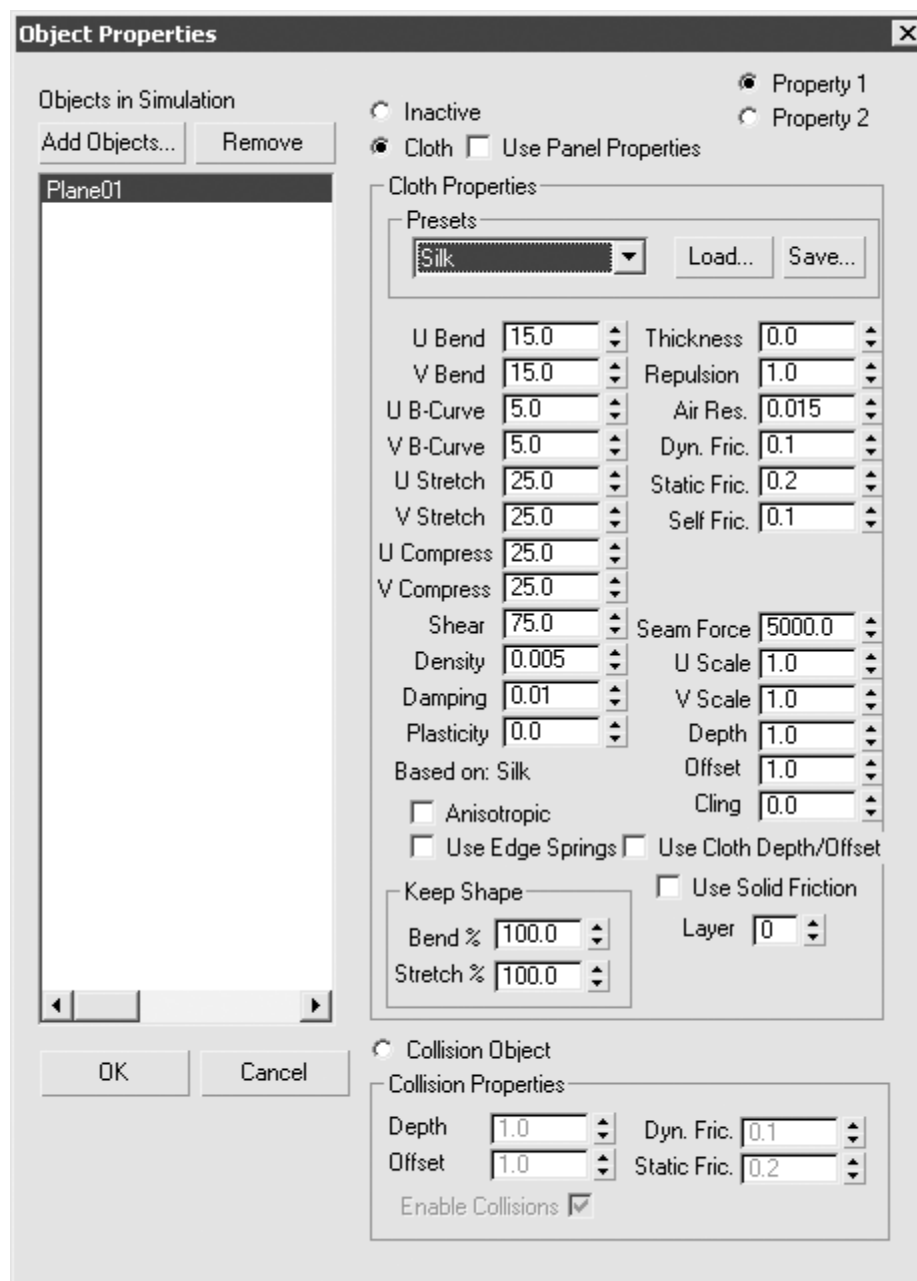 Object Properties
Objects in Simulation
Add Objects... Remove
Plane01
OK Cancel
Inactive
Property 1
Property 2
Cloth Use Panel Properties
Cloth Properties
Presets
Silk Load... Save...
U Bend 15.0 Thickness 0.0
V Bend 15.0 Repulsion 1.0
U B-Curve 5.0 Air Res. 0.015
V B-Curve 5.0 Dyn. Fric. 0.1
U Stretch 25.0 Static Fric. 0.2
V Stretch 25.0 Self Fric. 0.1
U Compress 25.0
V Compress 25.0
Shear 75.0 Seam Force 5000.0
Density 0.005 U Scale 1.0
Damping 0.01 V Scale 1.0
Plasticity 0.0 Depth 1.0
Based on: Silk Offset 1.0
Anisotropic Cling 0.0
Use Edge Springs Use Cloth Depth/Offset
Keep Shape Use Solid Friction
Bend % 100.0 Layer 0
Stretch % 100.0
Collision Object
Collision Properties
Depth 1.0 Dyn. Fric. 0.1
Offset 1.0 Static Fric. 0.2
Enable Collisions